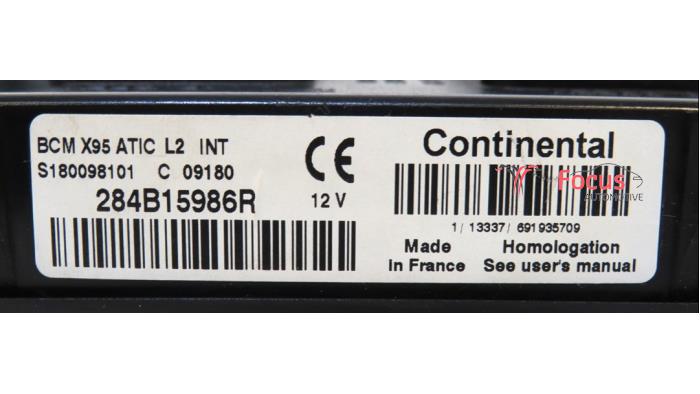 BCM X95 ATIC L2 INT
S180098101 C 09180
284B15986R
CE
12 V
Continental
1/ 13337/ 691935709
Made
in France
Homologation
See user's manual
Focus
AUTOMOTIVE